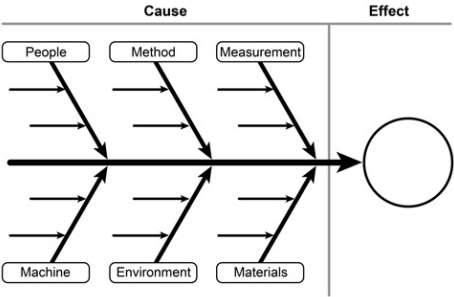 Cause Effect
People Method Measurement
Machine Environment Materials